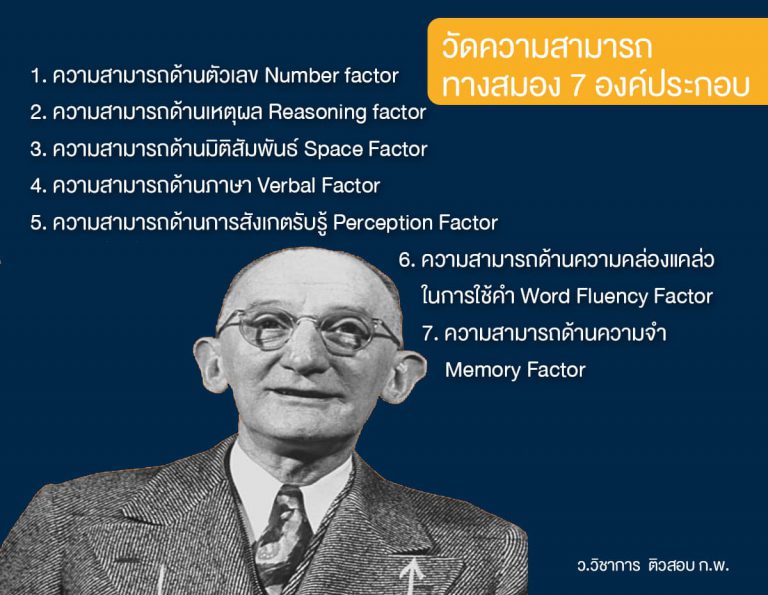 วัดความสามารถ
ทางสมอง 7 องค์ประกอบ
1. ความสามารถด้านตัวเลข Number factor
2. ความสามารถด้านเหตุผล Reasoning factor
3. ความสามารถด้านมิติสัมพันธ์ Space Factor
4. ความสามารถด้านภาษา Verbal Factor
5. ความสามารถด้านการสังเกตรับรู้ Perception Factor
6. ความสามารถด้านความคล่องแคล่ว
ในการใช้คำ Word Fluency Factor
7. ความสามารถด้านความจำ
Memory Factor
ว.วิชาการ ติวสอบ ก.พ.